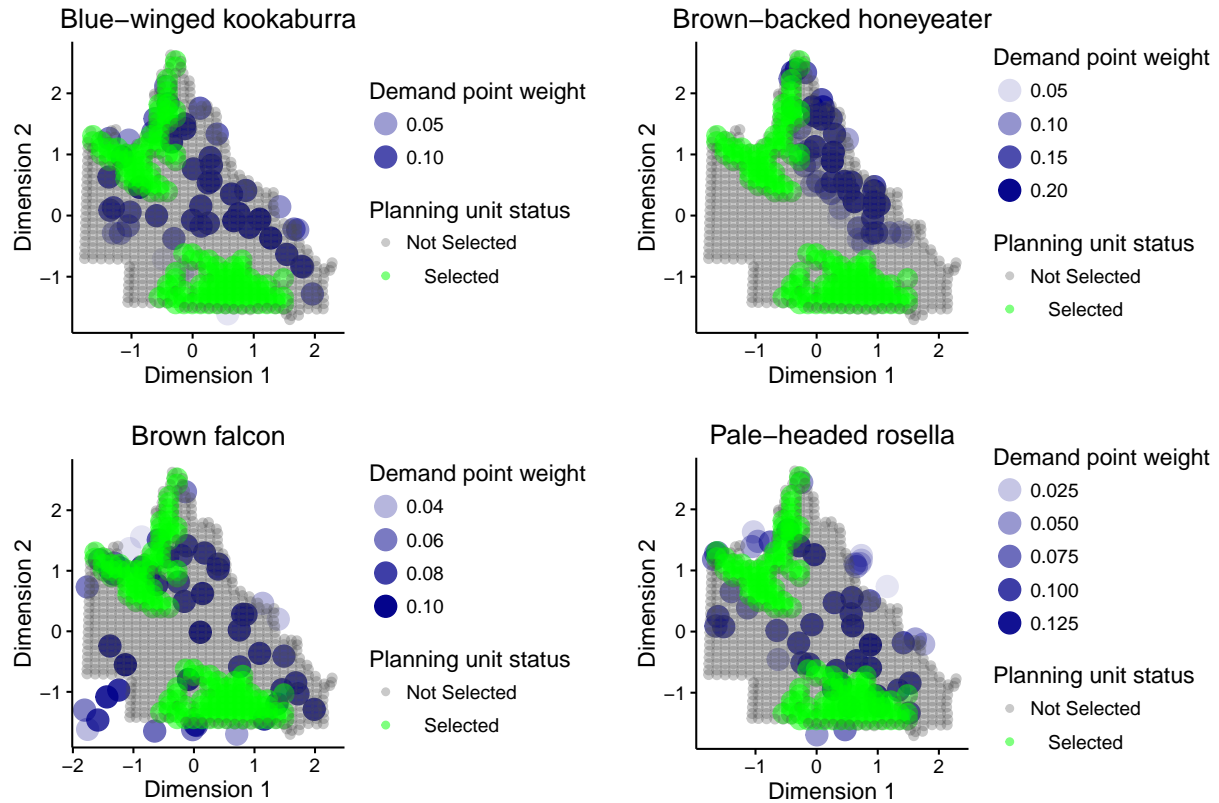 Blue−winged kookaburra
2
1
0
−1
−1 0 1 2
Dimension 1
Dimension 2
Demand point weight
0.05
0.10
Planning unit status
Not Selected
Selected
Brown−backed honeyeater
2
1
0
−1
−1 0 1 2
Dimension 1
Dimension 2
Demand point weight
0.05
0.10
0.15
0.20
Planning unit status
Not Selected
Selected
Brown falcon
2
1
0
−1
−2 −1 0 1 2
Dimension 1
Dimension 2
Demand point weight
0.04
0.06
0.08
0.10
Planning unit status
Not Selected
Selected
Pale−headed rosella
2
1
0
−1
−1 0 1 2
Dimension 1
Dimension 2
Demand point weight
0.025
0.050
0.075
0.100
0.125
Planning unit status
Not Selected
Selected